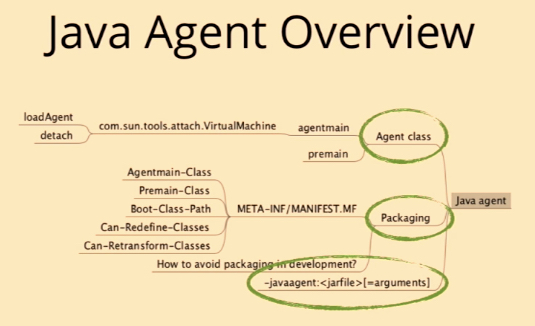 Java Agent Overview
loadAgent
detach
com.sun.tools.attach.VirtualMachine
agentmain
premain
Agent class
Agentmain-Class
Premain-Class
Boot-Class-Path
Can-Redefine-Classes
Can-Retransform-Classes
META-INF/MANIFEST.MF
How to avoid packaging in development?
Packaging
-javaagent:<jarfile>[=arguments]
Java agent